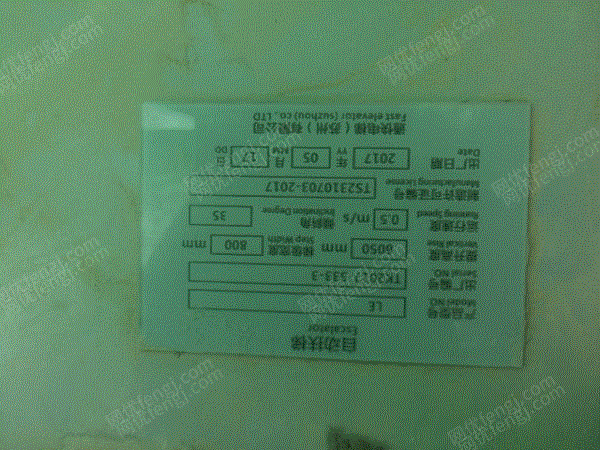 自动扶梯
Escalator
产品型号 LE
Model NO
出厂编号 TK2017-533-3
Serial NO
提升高度 6050 mm 梯级宽度 800 mm
Vertical Rise Step Width
运行速度 0.5 m/s 倾斜角 35
Running Speed Inclination Degree
制造许可证编号 TS2310703-2017
Manufacturing License
出厂日期 2017 年 05 月 17 日
Date YY MM DD
通快电梯（苏州）有限公司
Fast elevator (suzhou) co., LTD